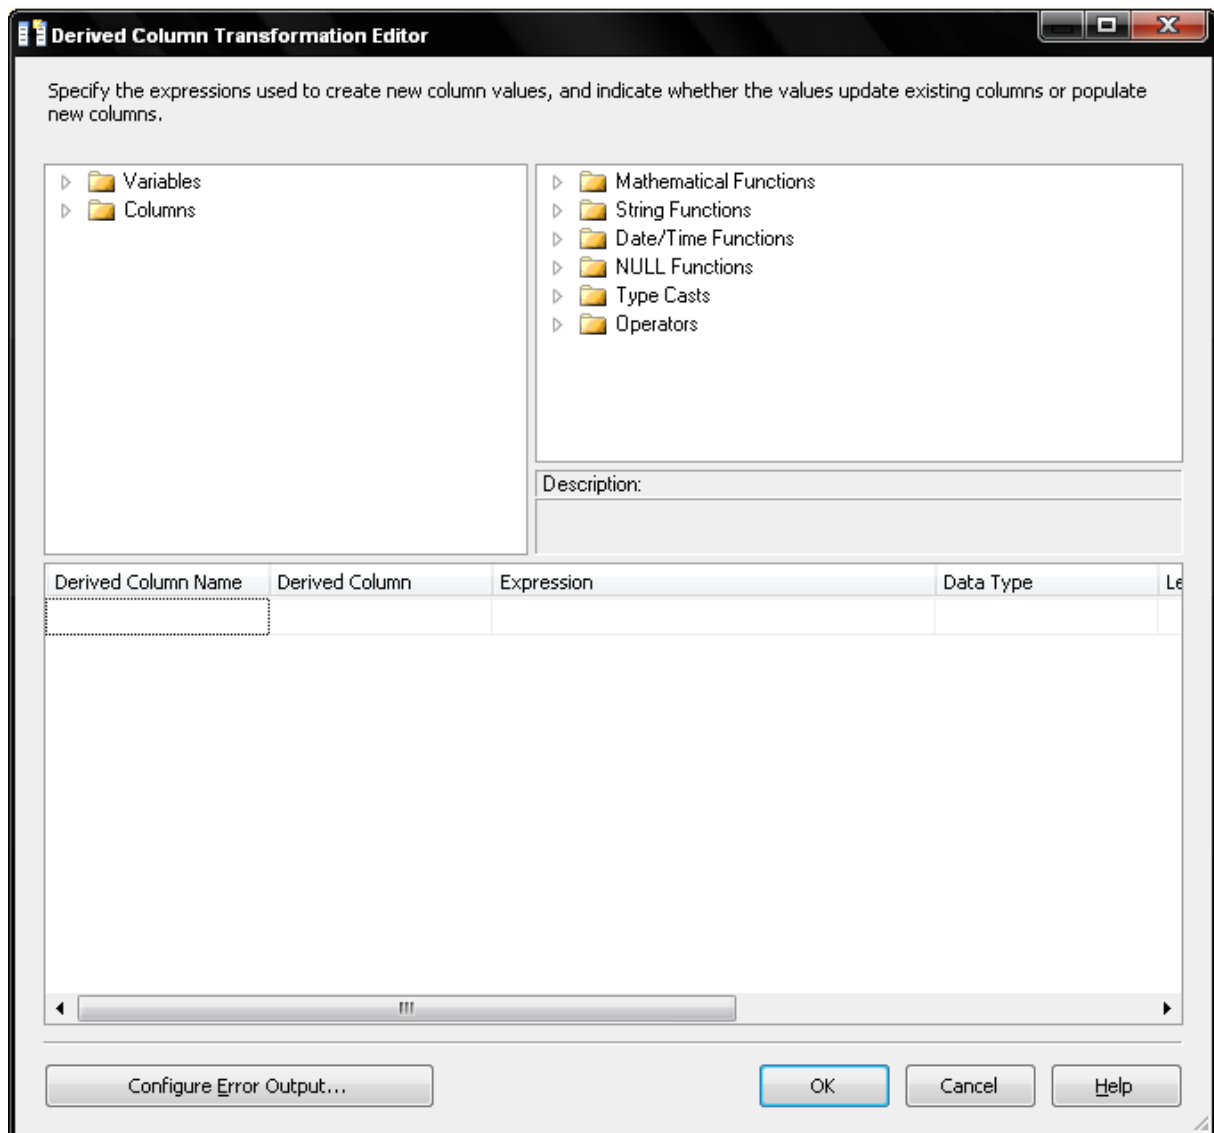 Derived Column Transformation Editor
Specify the expressions used to create new column values, and indicate whether the values update existing columns or populate
new columns.
Variables
Columns
Mathematical Functions
String Functions
Date/Time Functions
NULL Functions
Type Casts
Operators
Description:
Derived Column Name Derived Column Expression Data Type Le
Configure Error Output... OK Cancel Help